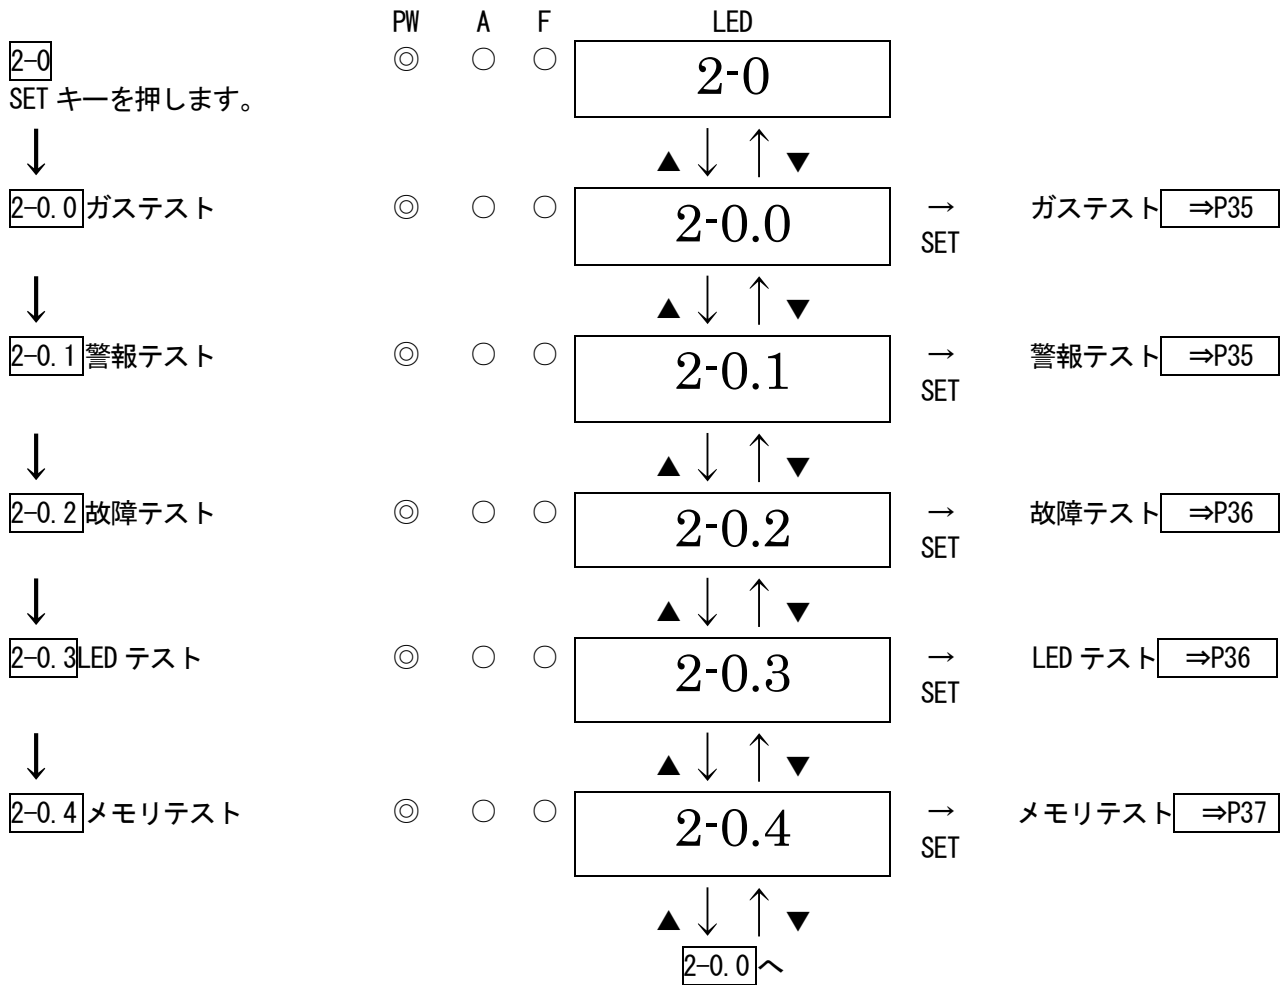 PW A F LED
2-0 ◎ ○ ○ 2-0
SET キーを押します。
↓ ▲ ↓ ↑ ▼
2-0.0 ガステスト ◎ ○ ○ 2-0.0 → ガステスト ⇒P35
SET
↓ ▲ ↓ ↑ ▼
2-0.1 警報テスト ◎ ○ ○ 2-0.1 → 警報テスト ⇒P35
SET
↓ ▲ ↓ ↑ ▼
2-0.2 故障テスト ◎ ○ ○ 2-0.2 → 故障テスト ⇒P36
SET
↓ ▲ ↓ ↑ ▼
2-0.3 LED テスト ◎ ○ ○ 2-0.3 → LED テスト ⇒P36
SET
↓ ▲ ↓ ↑ ▼
2-0.4 メモリテスト ◎ ○ ○ 2-0.4 → メモリテスト ⇒P37
SET
▲ ↓ ↑ ▼
2-0.0 へ